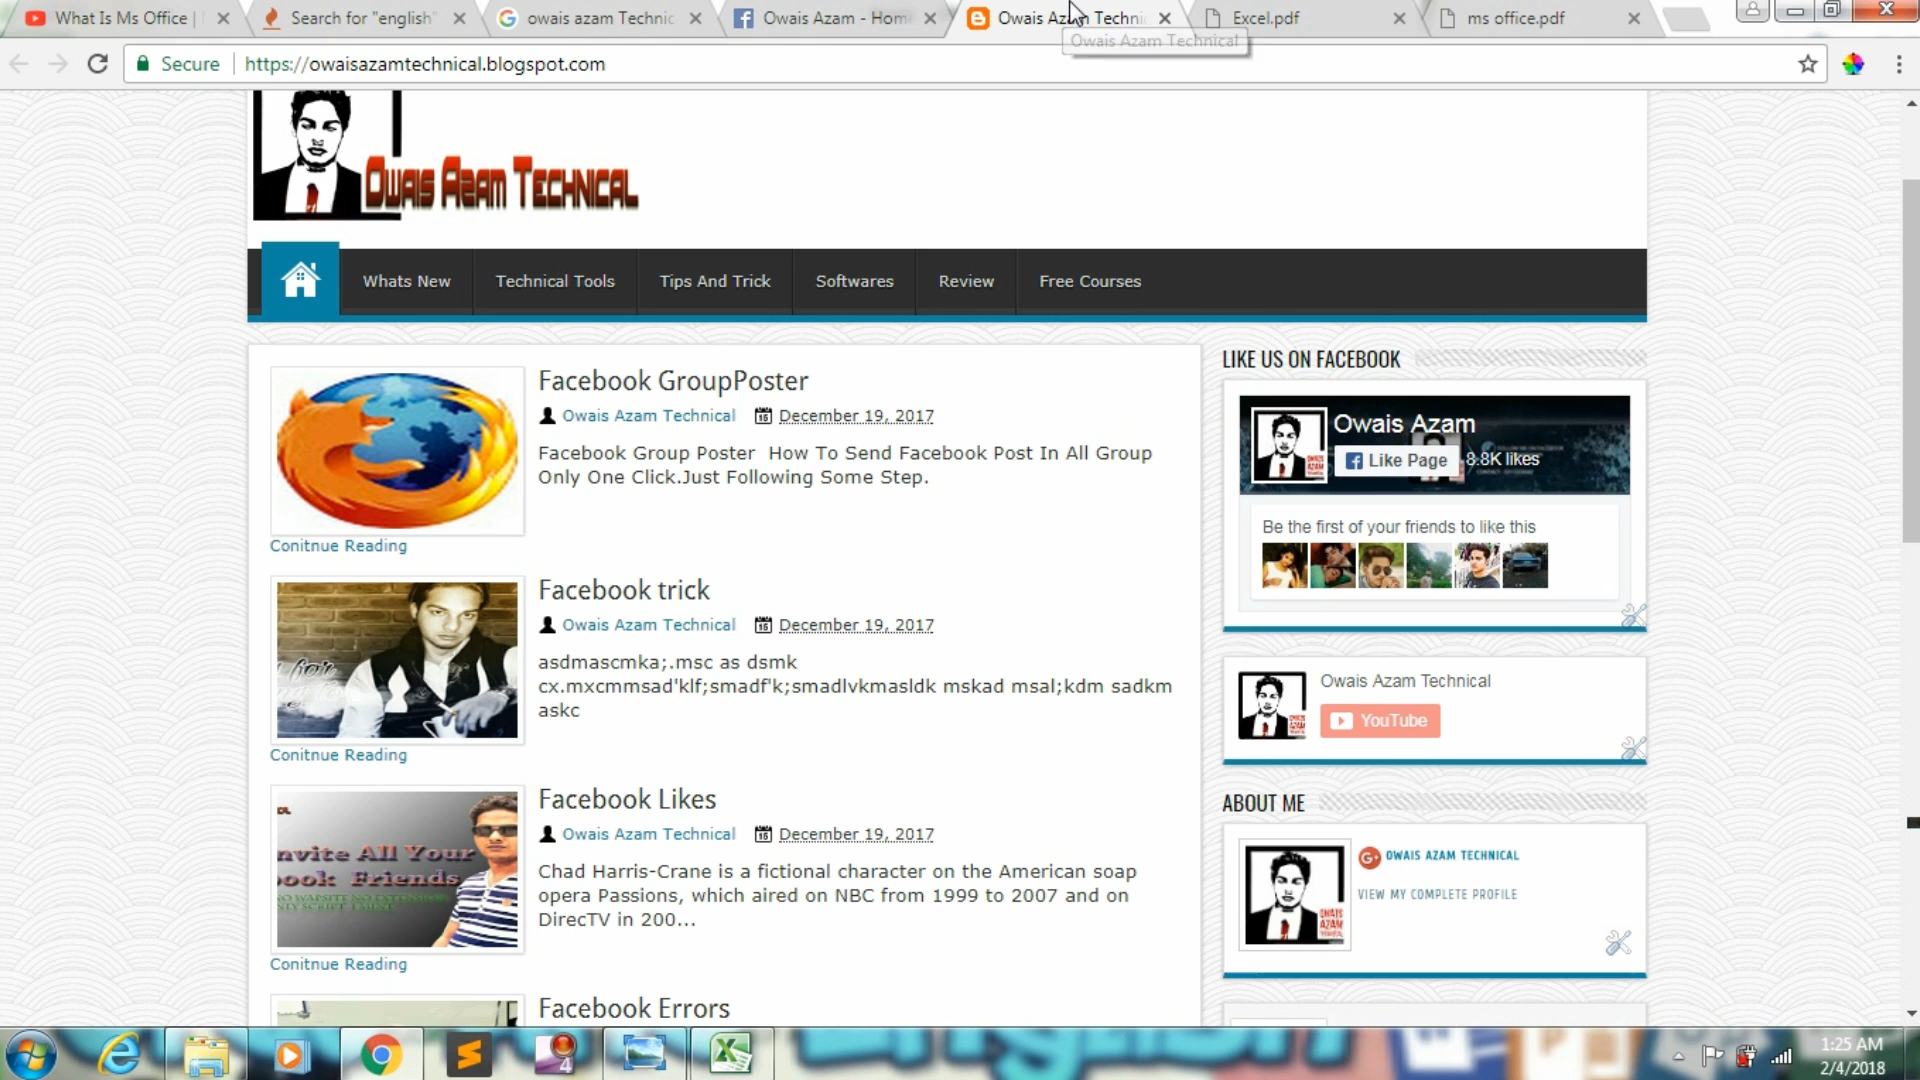 What Is Ms Office |
Search for "english"
owais azam Technic
Owais Azam - Hom
Owais Azam Techni
Excel.pdf
ms office.pdf
Owais Azam Technical
Secure
https://owaisazamtechnical.blogspot.com
OWAIS AZAM TECHNICAL
Whats New
Technical Tools
Tips And Trick
Softwares
Review
Free Courses
Facebook GroupPoster
Owais Azam Technical
December 19, 2017
Facebook Group Poster How To Send Facebook Post In All Group
Only One Click.Just Following Some Step.
Conitnue Reading
Facebook trick
Owais Azam Technical
December 19, 2017
asdmascmka;.msc as dsmk
cx.mxcmmsad'klf;smadf'k;smadlvkmasldk mskad msal;kdm sadkm
askc
Conitnue Reading
Facebook Likes
Owais Azam Technical
December 19, 2017
Chad Harris-Crane is a fictional character on the American soap
opera Passions, which aired on NBC from 1999 to 2007 and on
DirecTV in 200...
nvite All Your
ook Friends
Conitnue Reading
Facebook Errors
LIKE US ON FACEBOOK
Owais Azam
Like Page
8.8K likes
Be the first of your friends to like this
Owais Azam Technical
YouTube
ABOUT ME
OWAIS AZAM TECHNICAL
VIEW MY COMPLETE PROFILE
OWAIS
AZAM
English
1:25 AM
2/4/2018